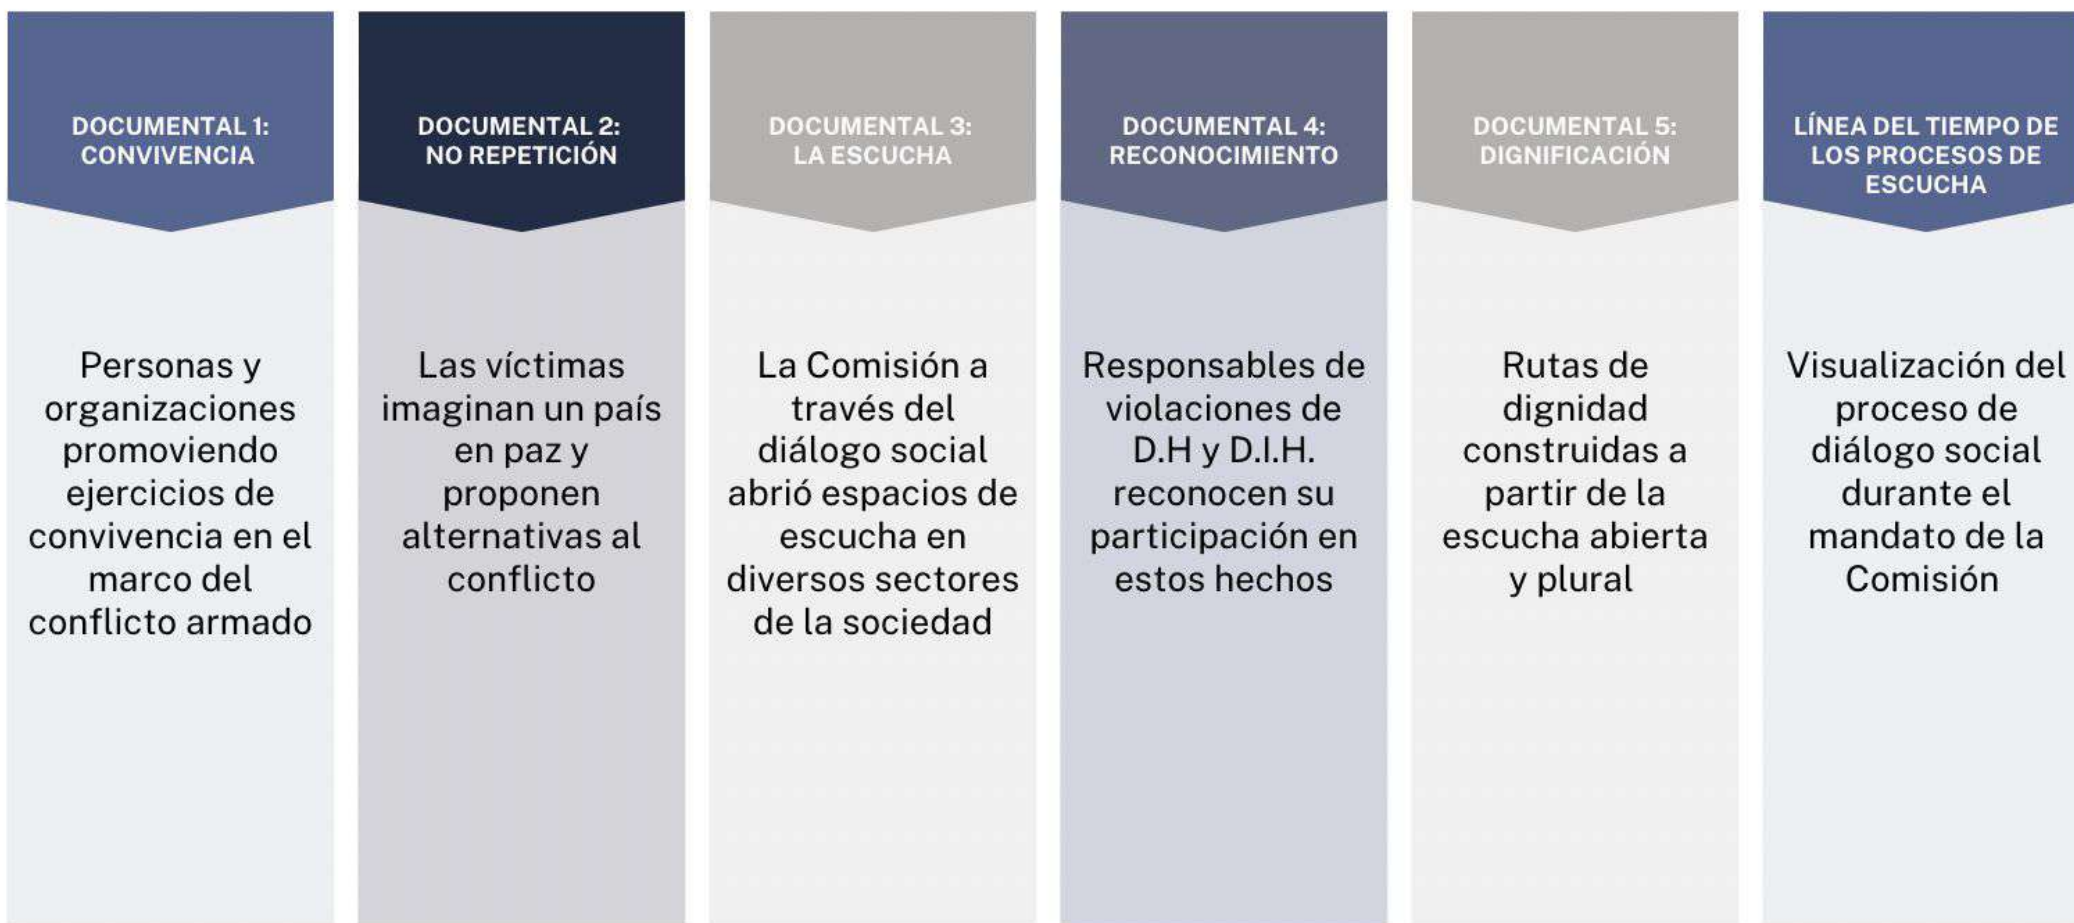 DOCUMENTAL 1:
CONVIVENCIA
Personas y
organizaciones
promoviendo
ejercicios de
convivencia en el
marco del
conflicto armado
DOCUMENTAL 2:
NO REPETICIÓN
Las víctimas
imaginan un país
en paz y
proponen
alternativas al
conflicto
DOCUMENTAL 3:
LA ESCUCHA
La Comisión a
través del
diálogo social
abrió espacios de
escucha en
diversos sectores
de la sociedad
DOCUMENTAL 4:
RECONOCIMIENTO
Responsables de
violaciones de
D.H y D.I.H.
reconocen su
participación en
estos hechos
DOCUMENTAL 5:
DIGNIFICACIÓN
Rutas de
dignidad
construidas a
partir de la
escucha abierta
y plural
LÍNEA DEL TIEMPO DE
LOS PROCESOS DE
ESCUCHA
Visualización del
proceso de
diálogo social
durante el
mandato de la
Comisión